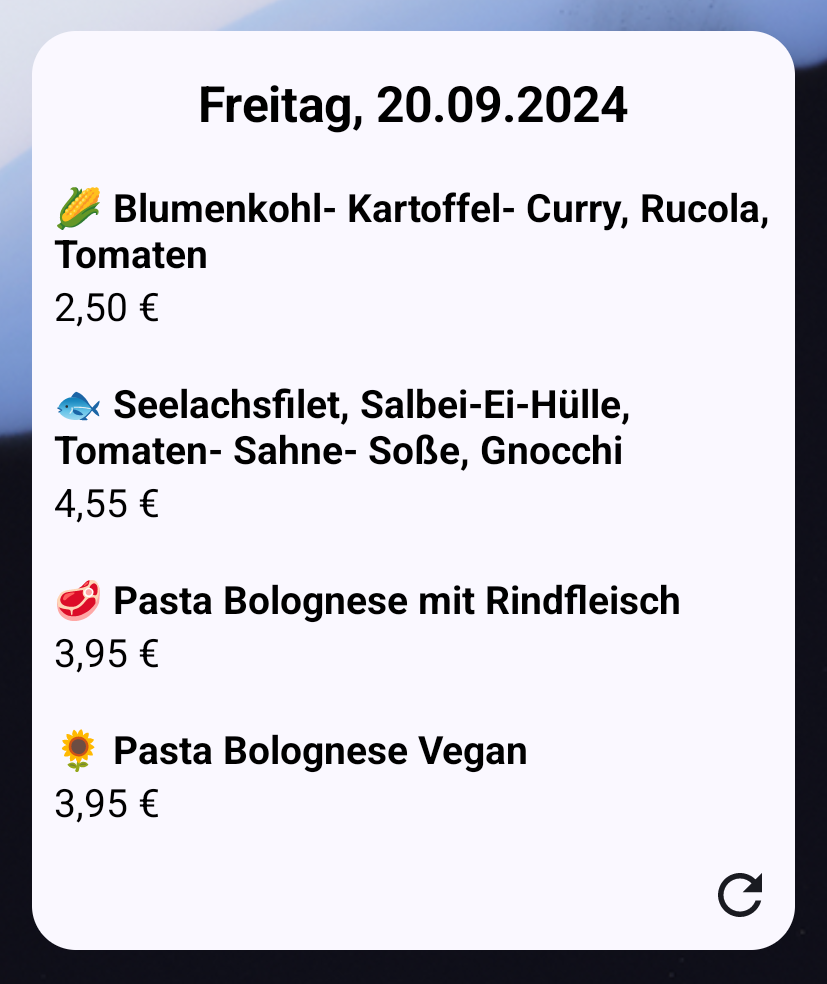 Freitag, 20.09.2024
🌽 Blumenkohl- Kartoffel- Curry, Rucola,
Tomaten
2,50 €
🐟 Seelachsfilet, Salbei-Ei-Hülle,
Tomaten- Sahne- Soße, Gnocchi
4,55 €
🥩 Pasta Bolognese mit Rindfleisch
3,95 €
🌻 Pasta Bolognese Vegan
3,95 €